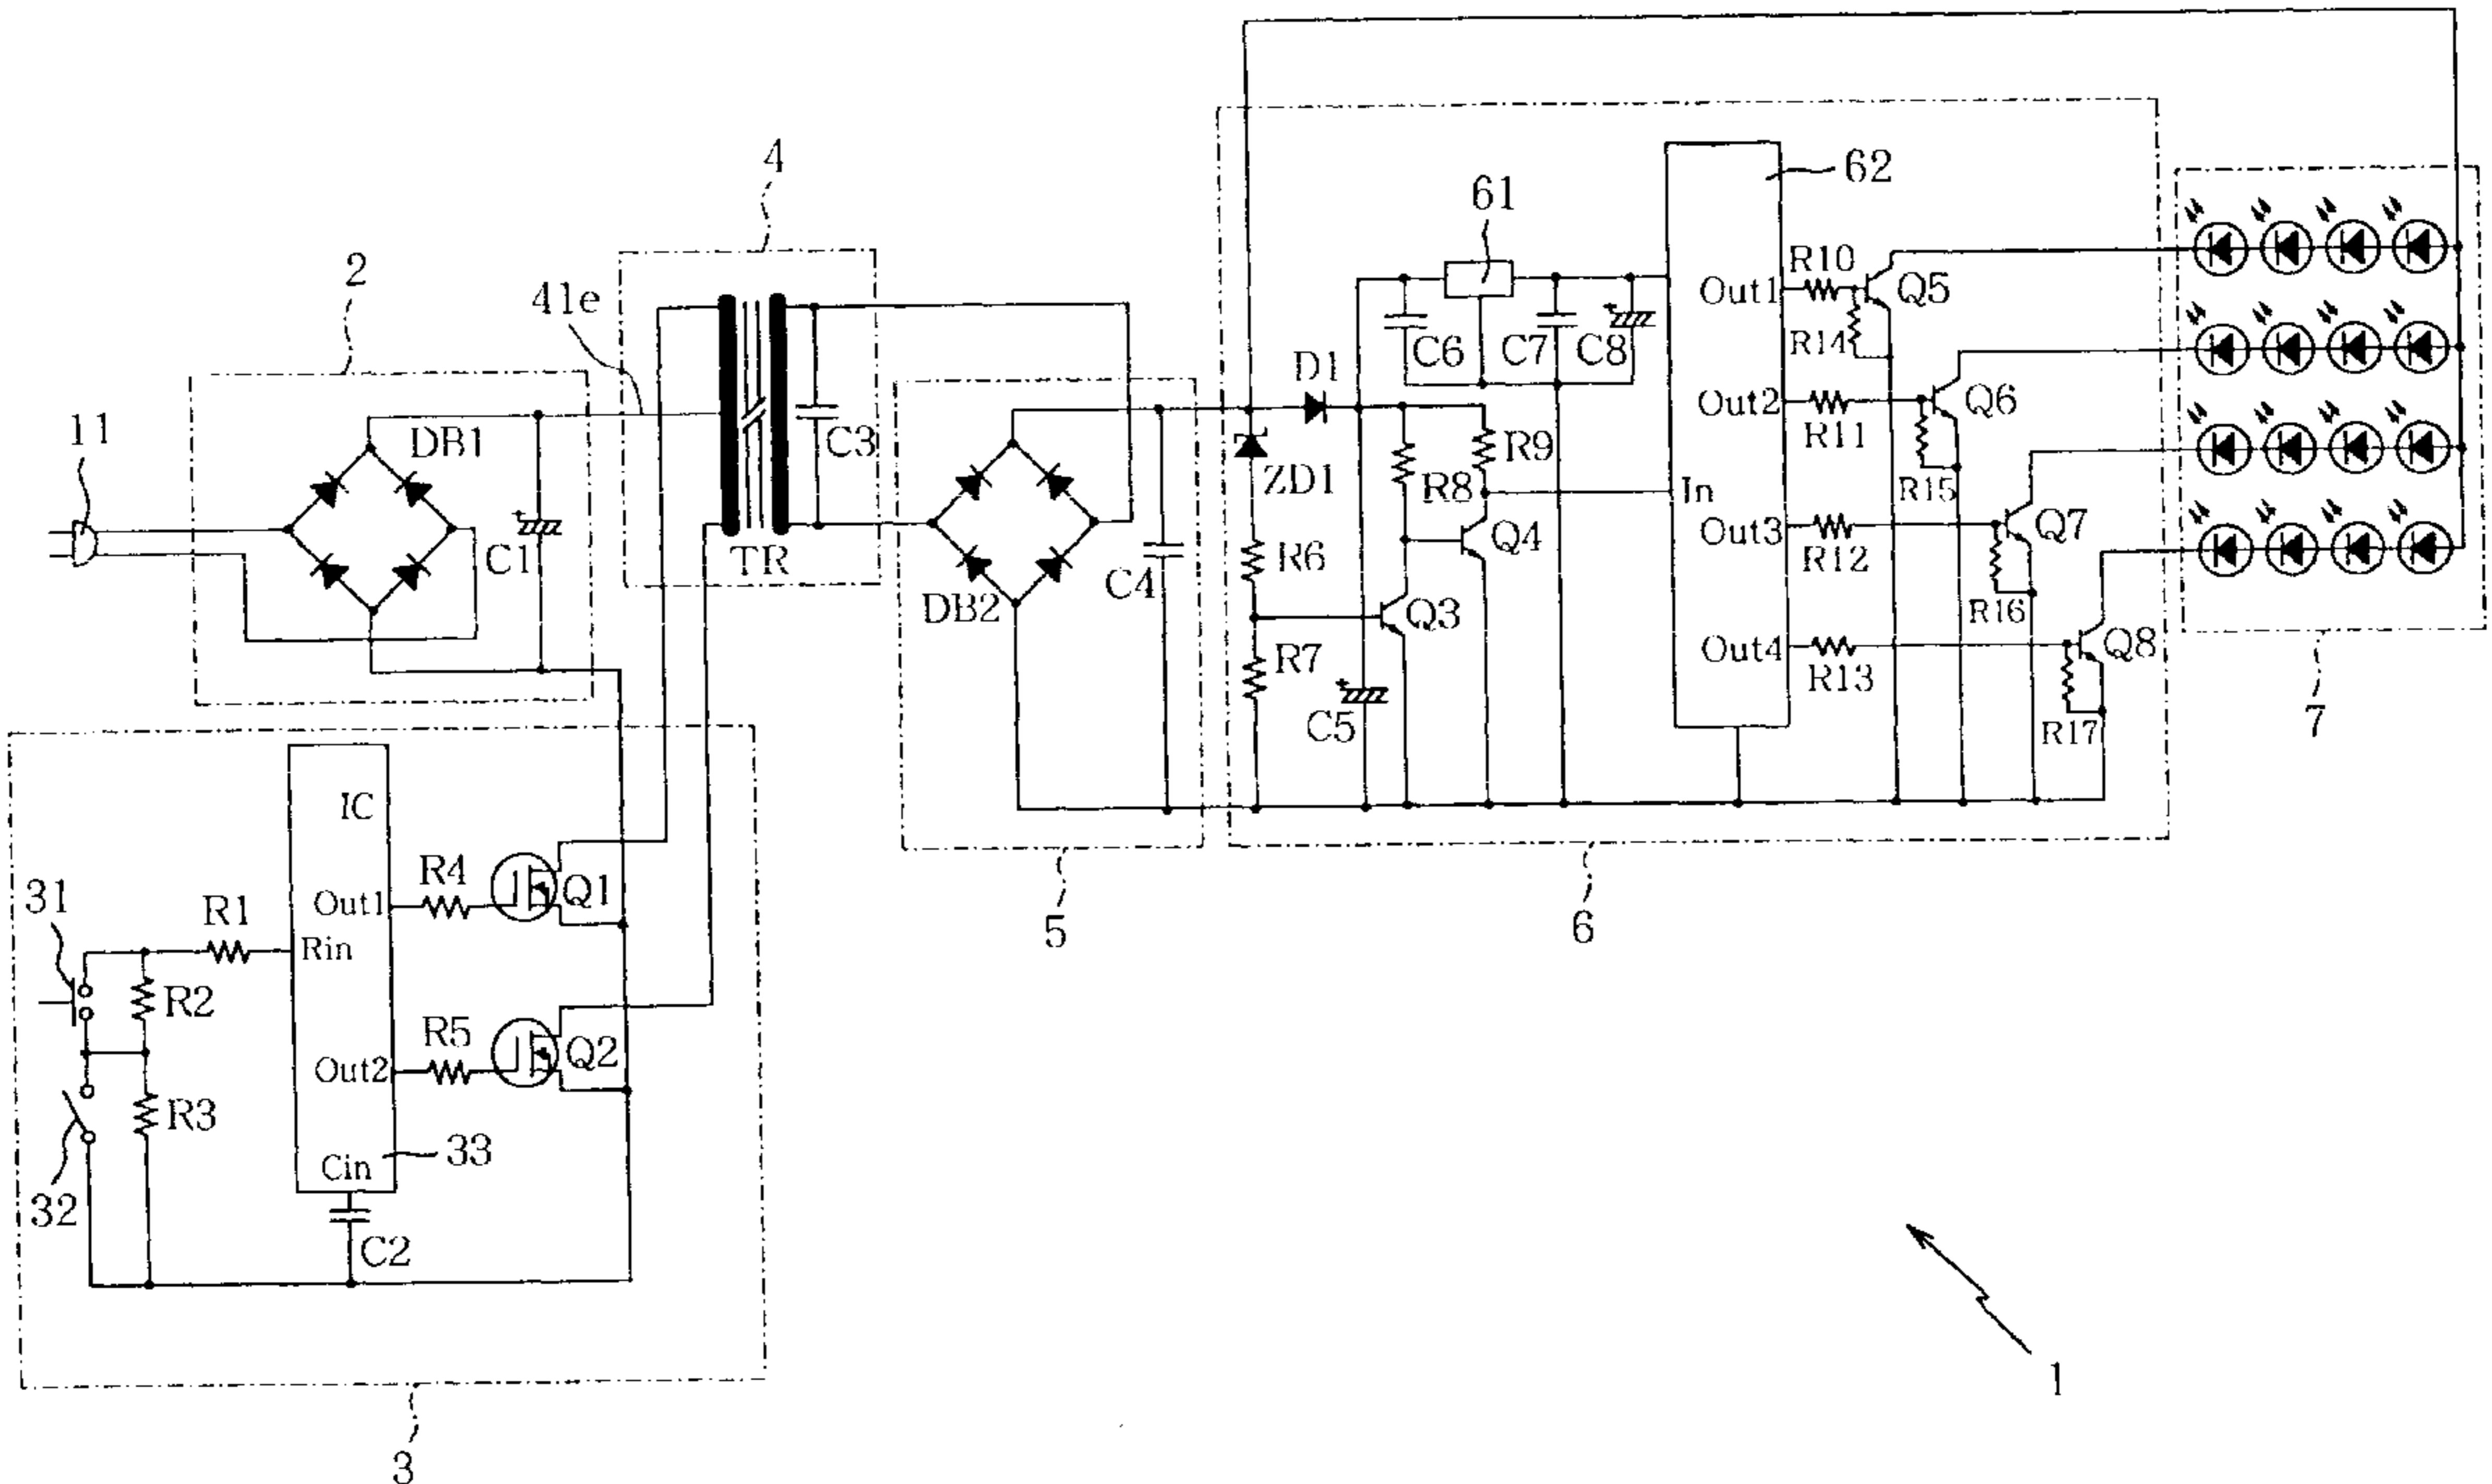 2
11
DB1
C1
41e
4
C3
TR
DB2
C4
5
3
IC
Out1
Rin
Out2
Cin
33
31
32
R1
R2
R3
R4
R5
Q1
Q2
C2
6
D1
ZD1
R6
R7
C5
R8
R9
Q3
Q4
C6
61
C7
C8
62
In
Out1
Out2
Out3
Out4
R10
R14
Q5
R11
R15
Q6
R12
R16
Q7
R13
R17
Q8
7
1